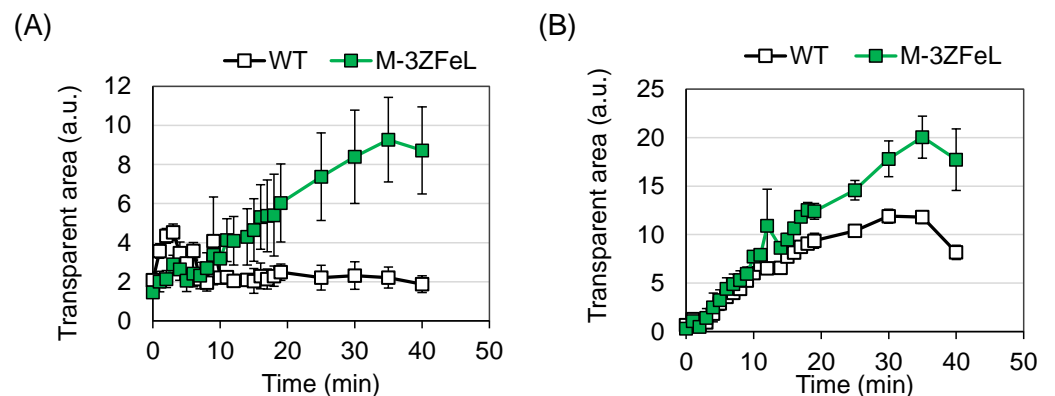 (A)
WT M-3ZFeL
Transparent area (a.u.)
12
10
8
6
4
2
0
0 10 20 30 40 50
Time (min)
(B)
WT M-3ZFeL
Transparent area (a.u.)
25
20
15
10
5
0
0 10 20 30 40 50
Time (min)